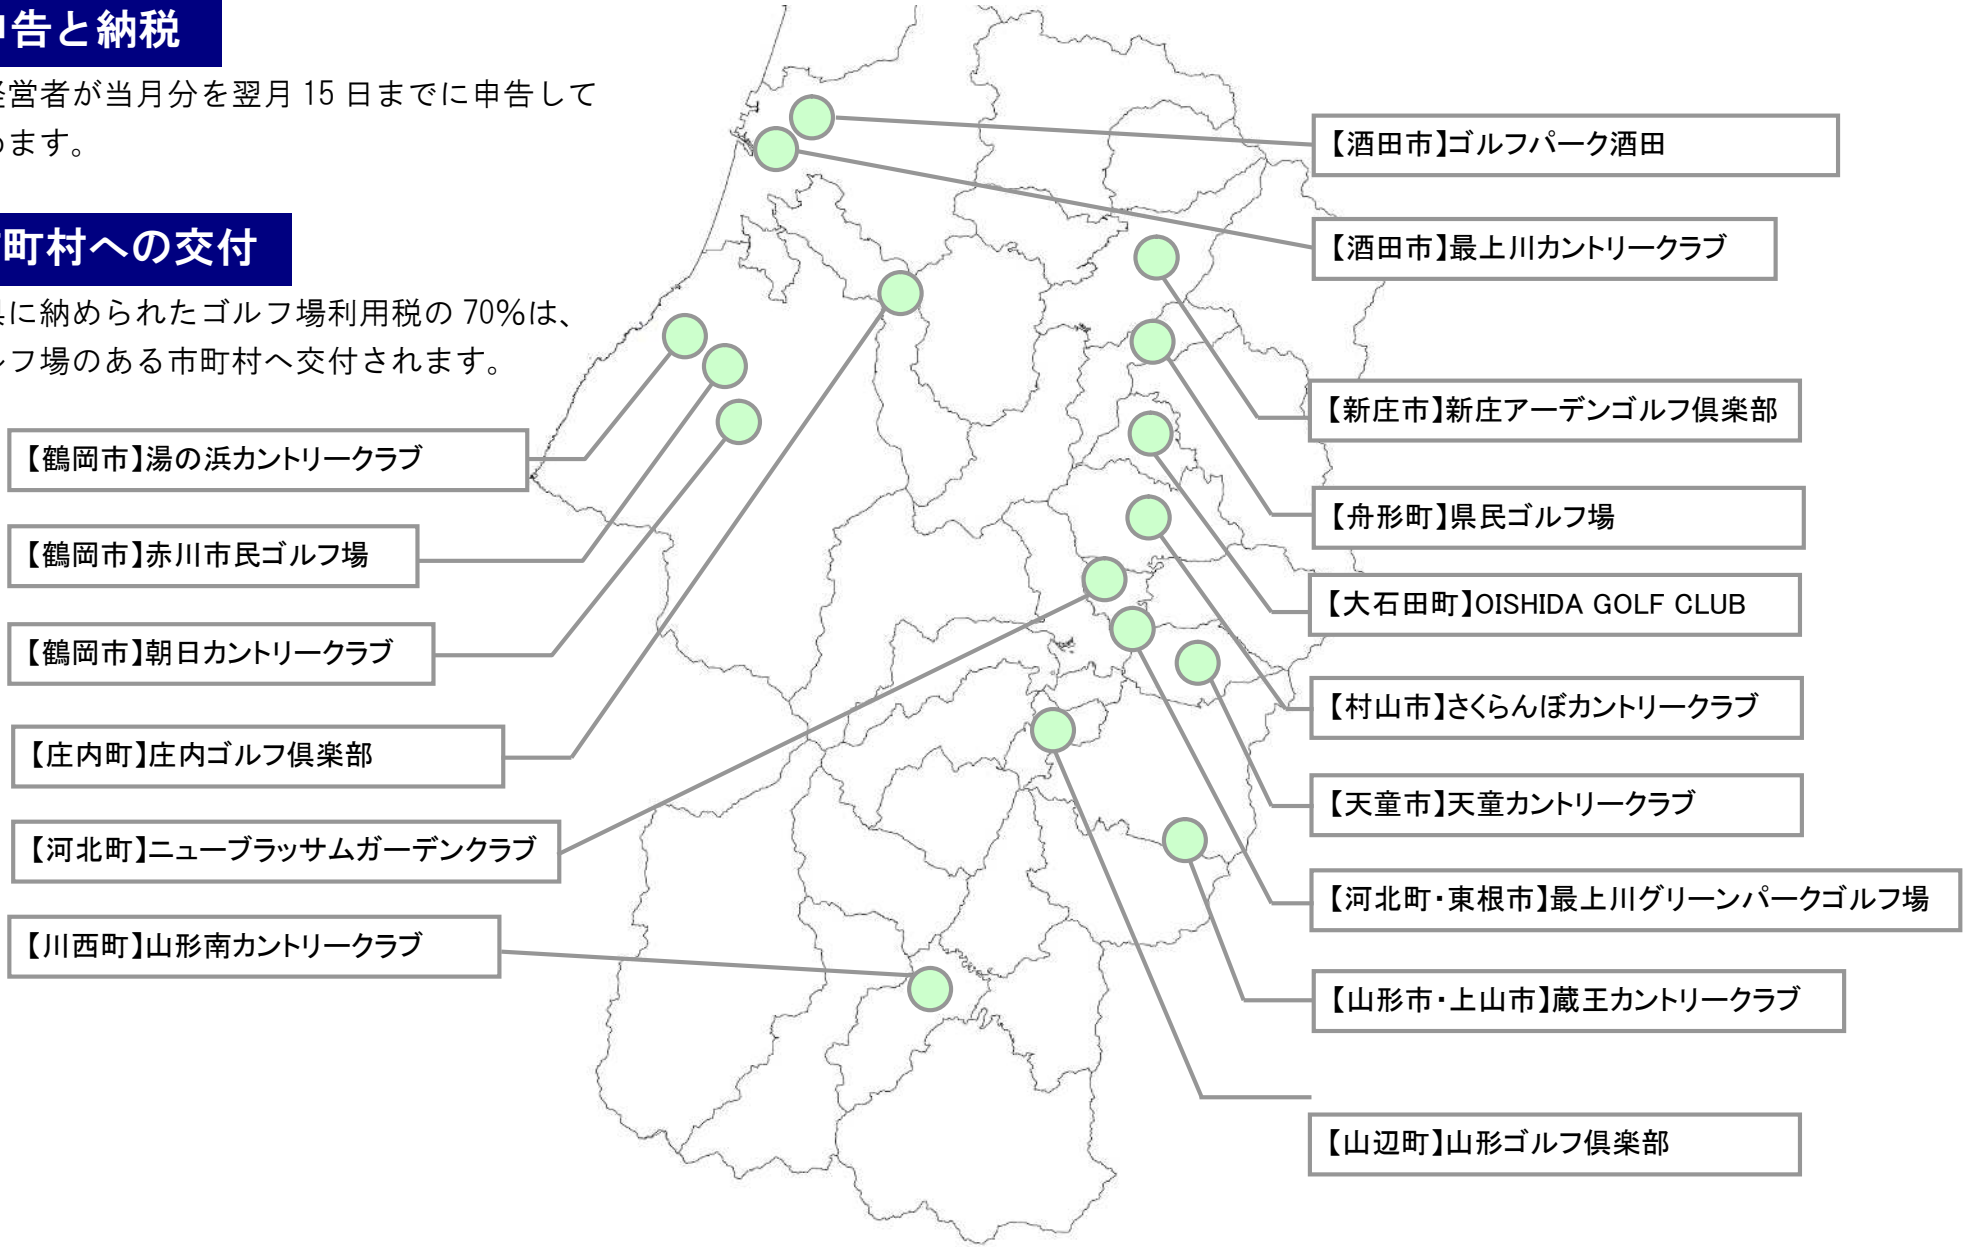 申告と納税
経営者が当月分を翌月 15 日までに申告して
めます。
市町村への交付
県に納められたゴルフ場利用税の 70%は、
ルフ場のある市町村へ交付されます。
【鶴岡市】湯の浜カントリークラブ
【鶴岡市】赤川市民ゴルフ場
【鶴岡市】朝日カントリークラブ
【庄内町】庄内ゴルフ倶楽部
【河北町】ニューブラッサムガーデンクラブ
【川西町】山形南カントリークラブ
【酒田市】ゴルフパーク酒田
【酒田市】最上川カントリークラブ
【新庄市】新庄アーデンゴルフ倶楽部
【舟形町】県民ゴルフ場
【大石田町】OISHIDA GOLF CLUB
【村山市】さくらんぼカントリークラブ
【天童市】天童カントリークラブ
【河北町・東根市】最上川グリーンパークゴルフ場
【山形市・上山市】蔵王カントリークラブ
【山辺町】山形ゴルフ倶楽部